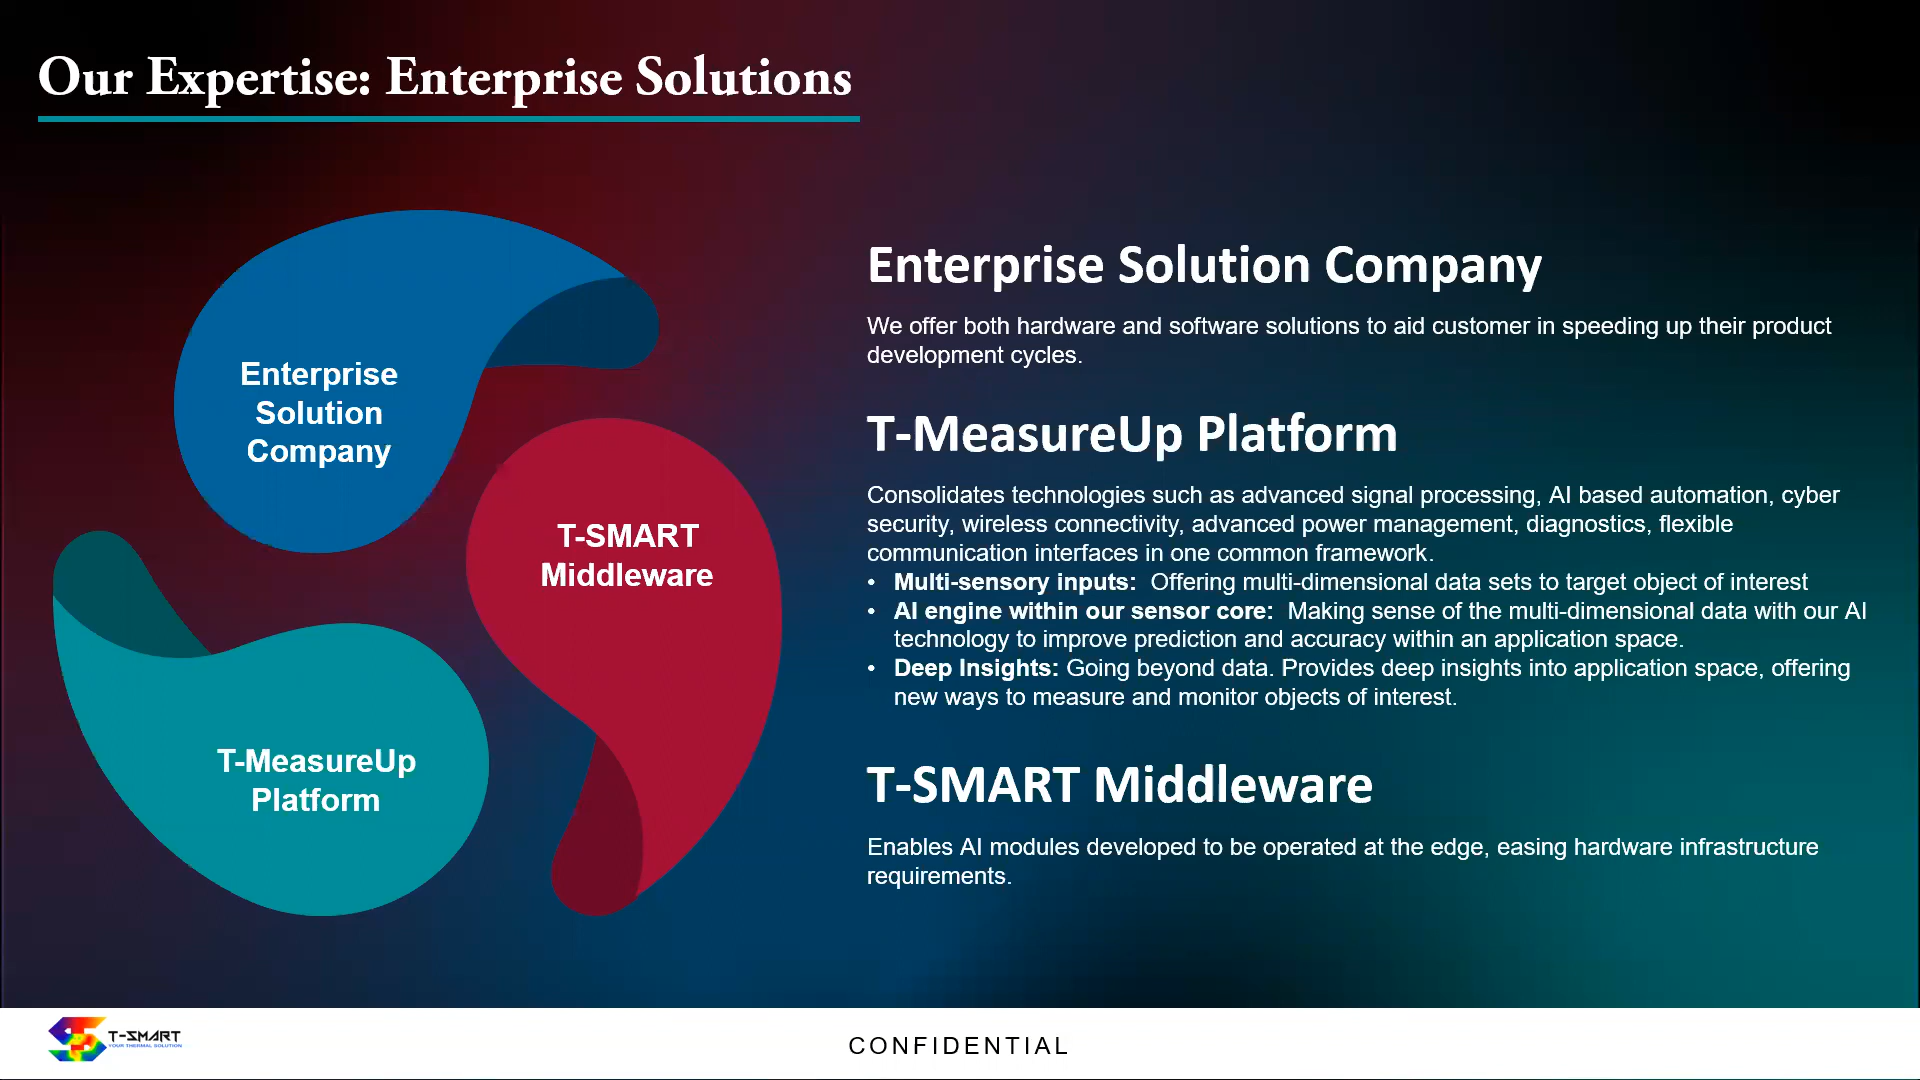 Our Expertise: Enterprise Solutions
Enterprise
Solution
Company
T-SMART
Middleware
T-MeasureUp
Platform
Enterprise Solution Company
We offer both hardware and software solutions to aid customer in speeding up their product
development cycles.
T-MeasureUp Platform
Consolidates technologies such as advanced signal processing, AI based automation, cyber
security, wireless connectivity, advanced power management, diagnostics, flexible
communication interfaces in one common framework.
• Multi-sensory inputs: Offering multi-dimensional data sets to target object of interest
• AI engine within our sensor core: Making sense of the multi-dimensional data with our AI
technology to improve prediction and accuracy within an application space.
• Deep Insights: Going beyond data. Provides deep insights into application space, offering
new ways to measure and monitor objects of interest.
T-SMART Middleware
Enables AI modules developed to be operated at the edge, easing hardware infrastructure
requirements.
T-SMART
YOUR THERMAL SOLUTION
CONFIDENTIAL